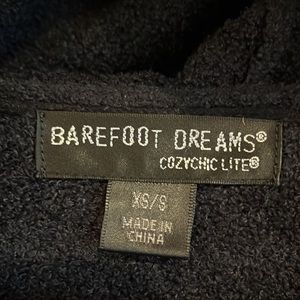 BAREFOOT DREAMS®
COZYCHIC LITE®
XS/S
MADE IN
CHINA